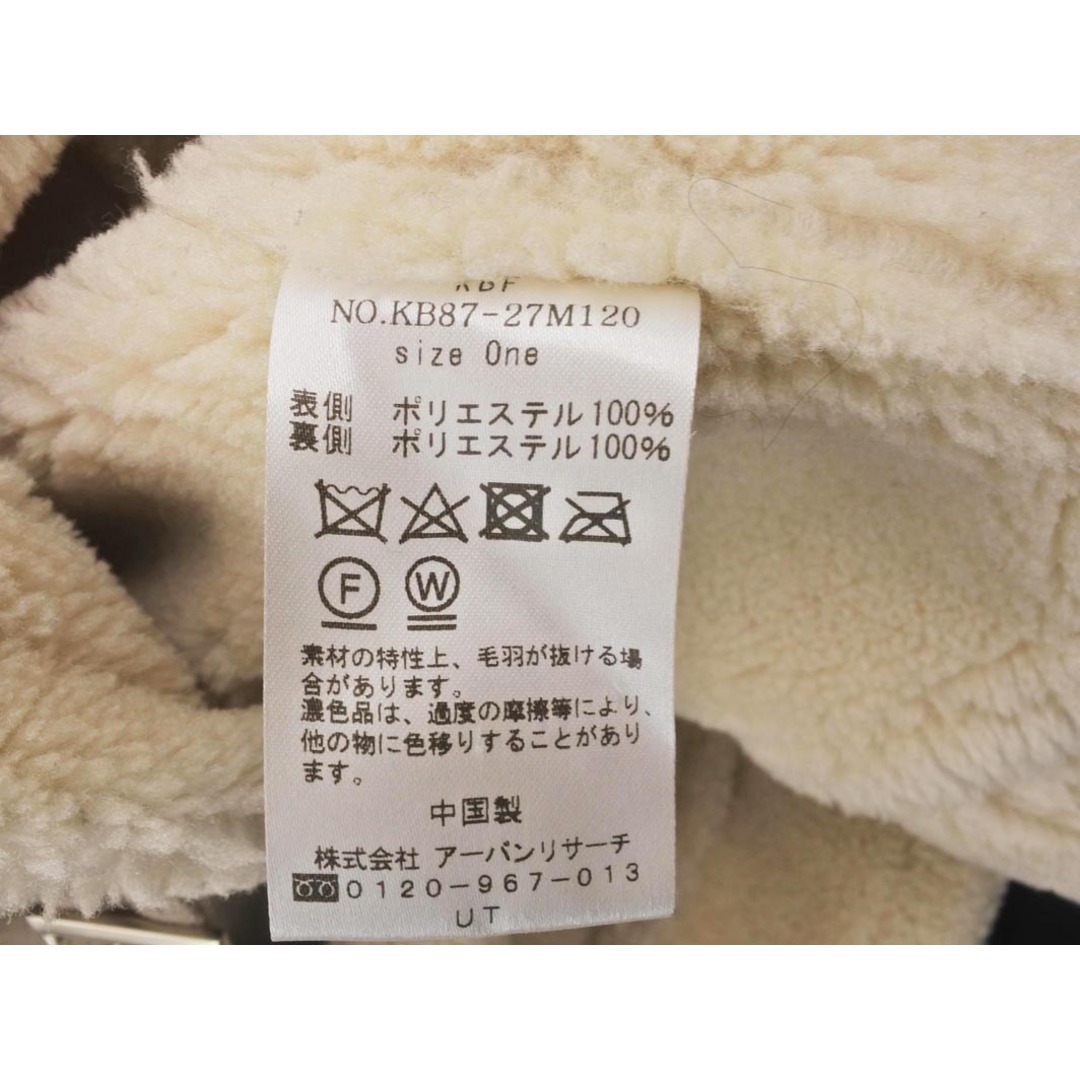 KBF
NO.KB87-27M120
size One
表側 ポリエステル100%
裏側 ポリエステル100%
F W
素材の特性上、毛羽が抜ける場
合があります。
濃色品は、過度の摩擦等により、
他の物に色移りすることがあり
ます。
中国製
株式会社 アーバンリサーチ
0120-967-013
UT